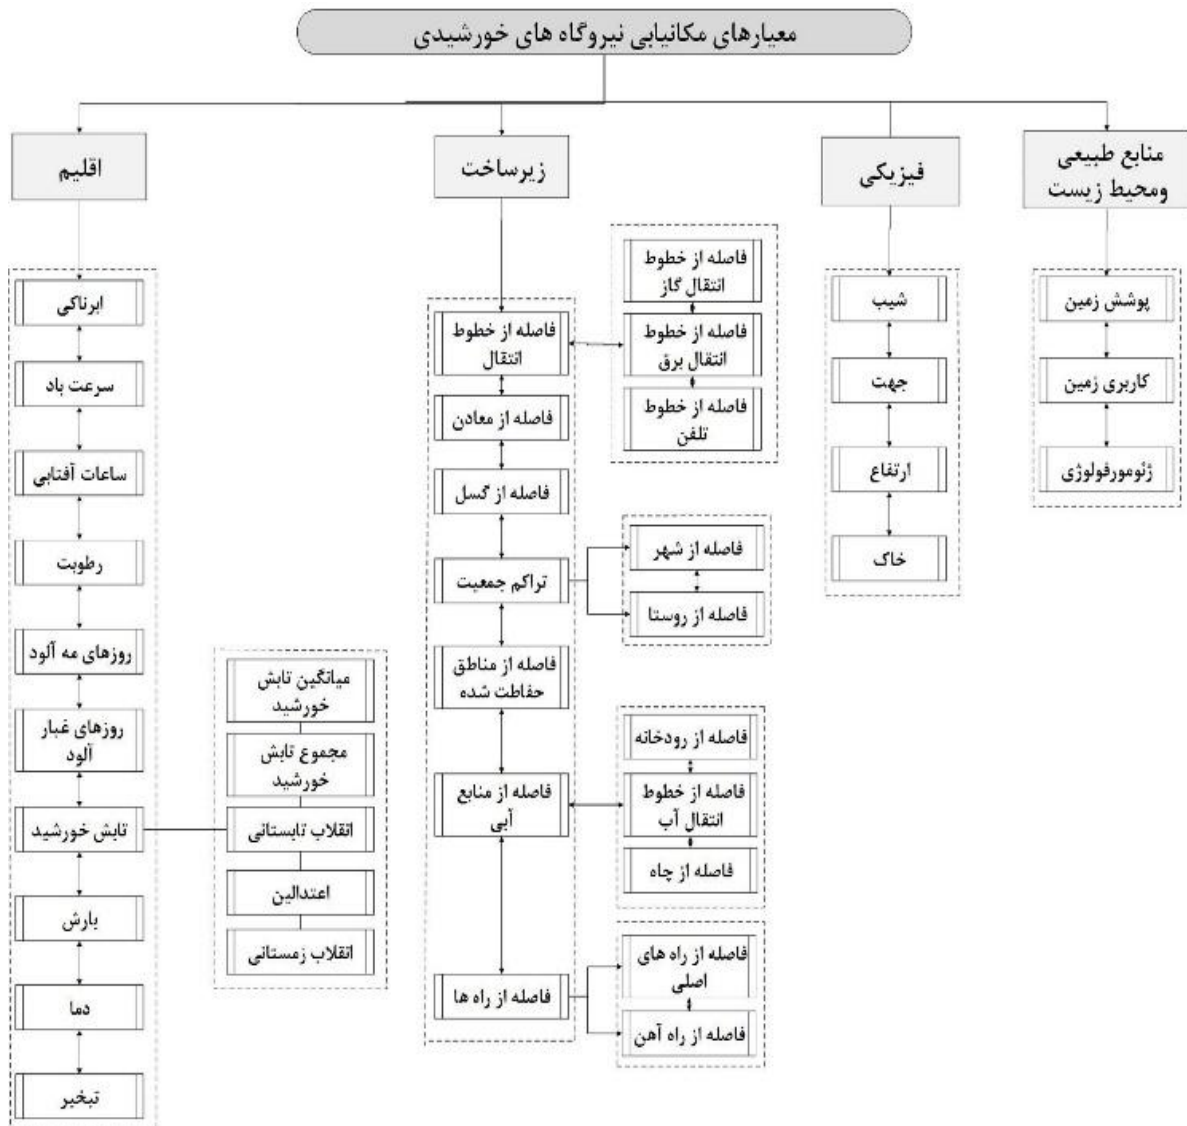 معیارهای مکانیابی نیروگاه های خورشیدی
منابع طبیعی
ومحیط زیست
فیزیکی
زیرساخت
اقلیم
پوشش زمین
کاربری زمین
ژئومورفولوژی
شیب
جهت
ارتفاع
خاک
فاصله از خطوط
انتقال گاز
فاصله از خطوط
انتقال برق
فاصله از خطوط
تلفن
فاصله از خطوط
انتقال
فاصله از معادن
فاصله از گسل
تراکم جمعیت
فاصله از شهر
فاصله از روستا
فاصله از مناطق
حفاطت شده
فاصله از منابع
آبی
فاصله از رودخانه
فاصله از خطوط
انتقال آب
فاصله از چاه
فاصله از راه ها
فاصله از راه های
اصلی
فاصله از راه آهن
ابرناکی
سرعت باد
ساعات آفتابی
رطوبت
روزهای مه آلود
روزهای غبار
آلود
تابش خورشید
بارش
دما
تبخیر
میانگین تابش
خورشید
مجموع تابش
خورشید
انقلاب تابستانی
اعتدالین
انقلاب زمستانی